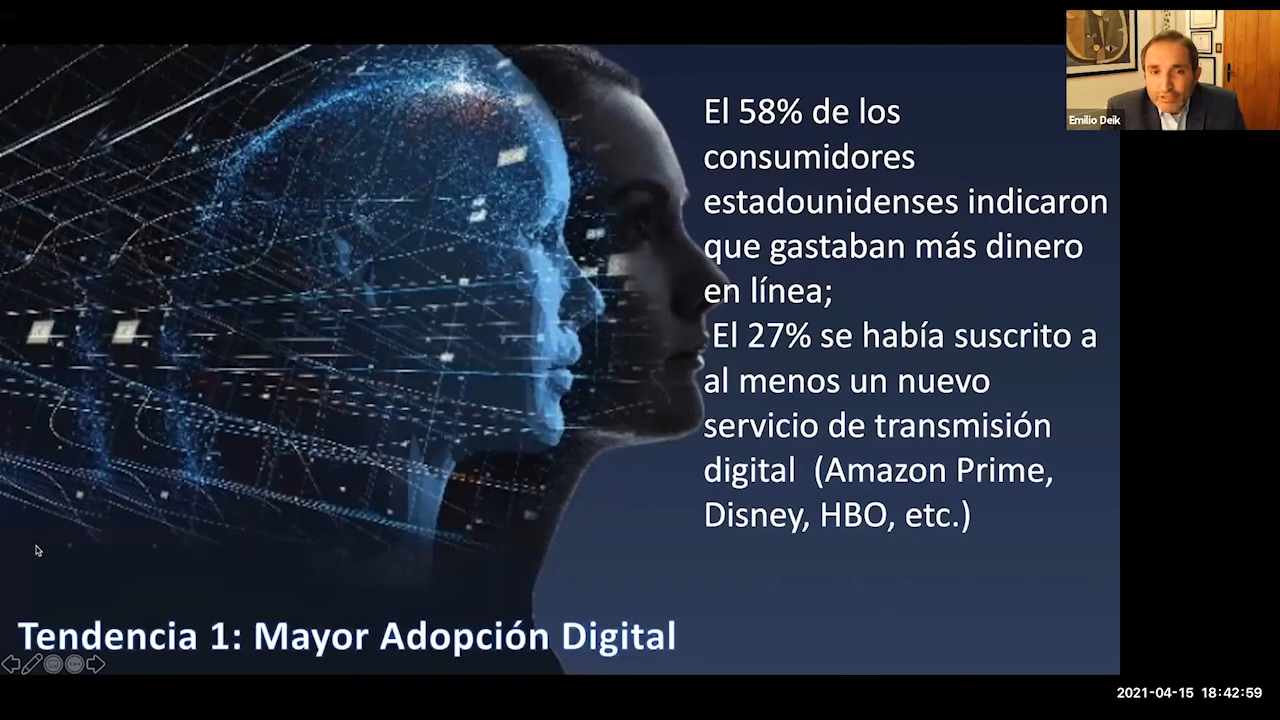 Emilio Deik
El 58% de los
consumidores
estadounidenses indicaron
que gastaban más dinero
en línea;
El 27% se había suscrito a
al menos un nuevo
servicio de transmisión
digital (Amazon Prime,
Disney, HBO, etc.)
Tendencia 1: Mayor Adopción Digital
2021-04-15 18:42:59